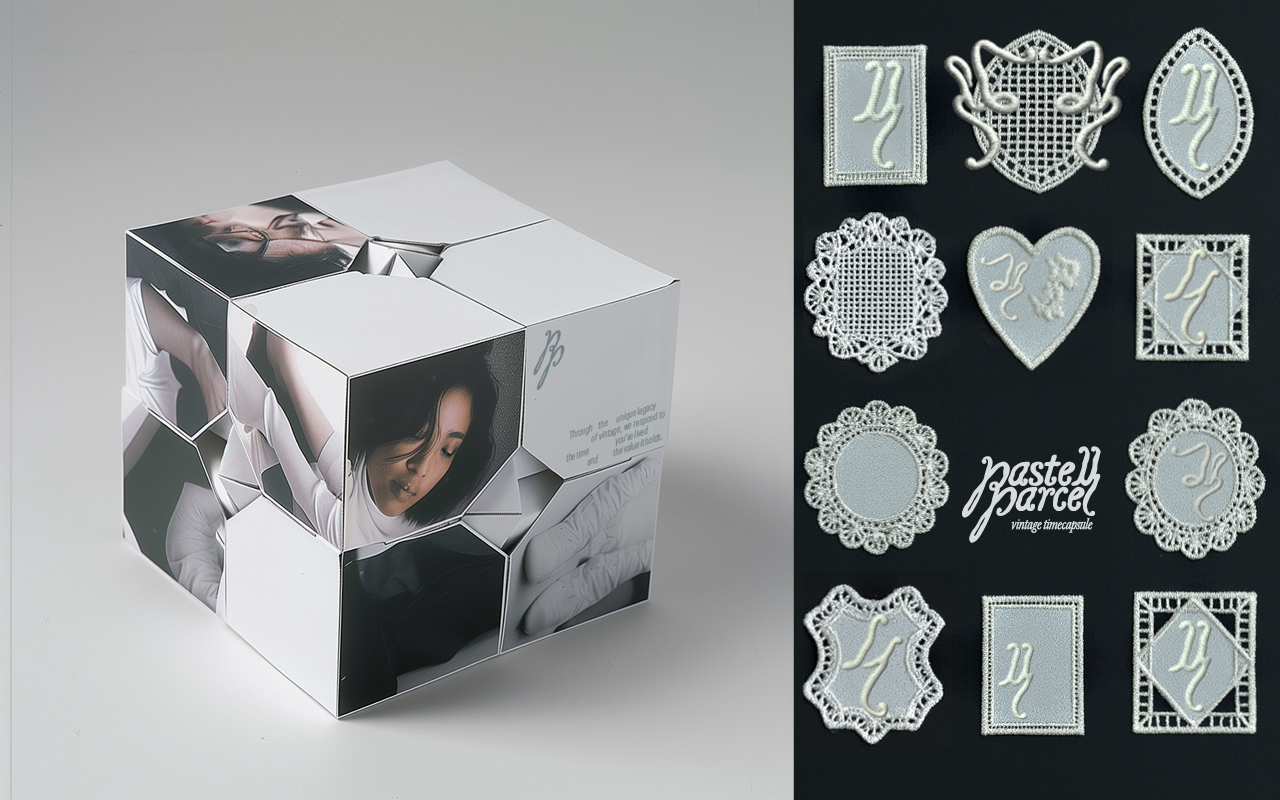 pp
Through the unique legacy
of vintage, we respond to
the time you've lived
and the value it holds.
pastell
parcel
vintage timecapsule